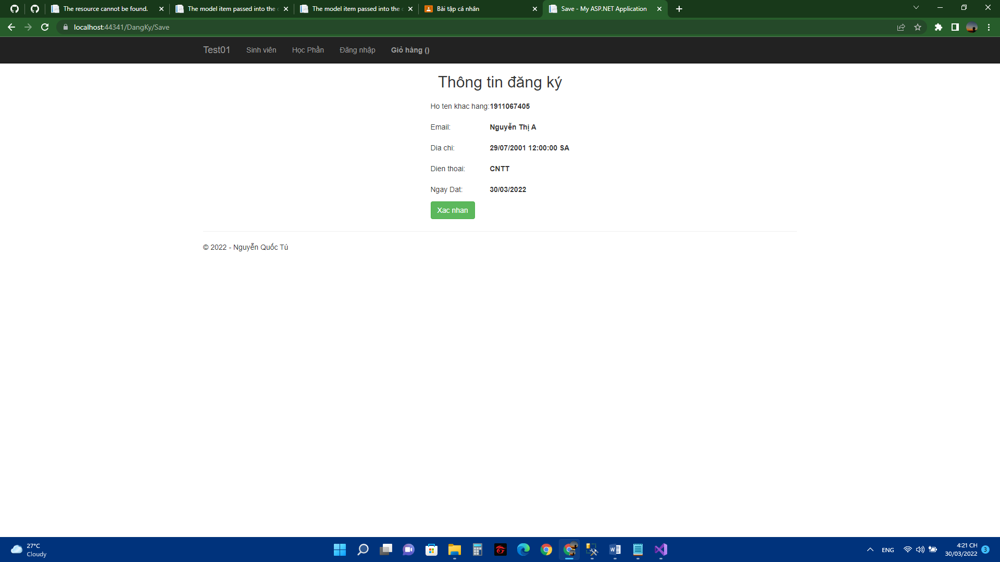 The resource cannot be found.
The model item passed into the
The model item passed into the
Bài tập cá nhân
Save - My ASP.NET Application
localhost:44341/DangKy/Save
Test01 Sinh viên Học Phần Đăng nhập Giỏ hàng ()
Thông tin đăng ký
Ho ten khac hang:1911067405
Email: Nguyễn Thị A
Dia chi: 29/07/2001 12:00:00 SA
Dien thoai: CNTT
Ngay Dat: 30/03/2022
Xac nhan
© 2022 - Nguyễn Quốc Tú
27°C
Cloudy
ENG
4:21 CH
30/03/2022
3